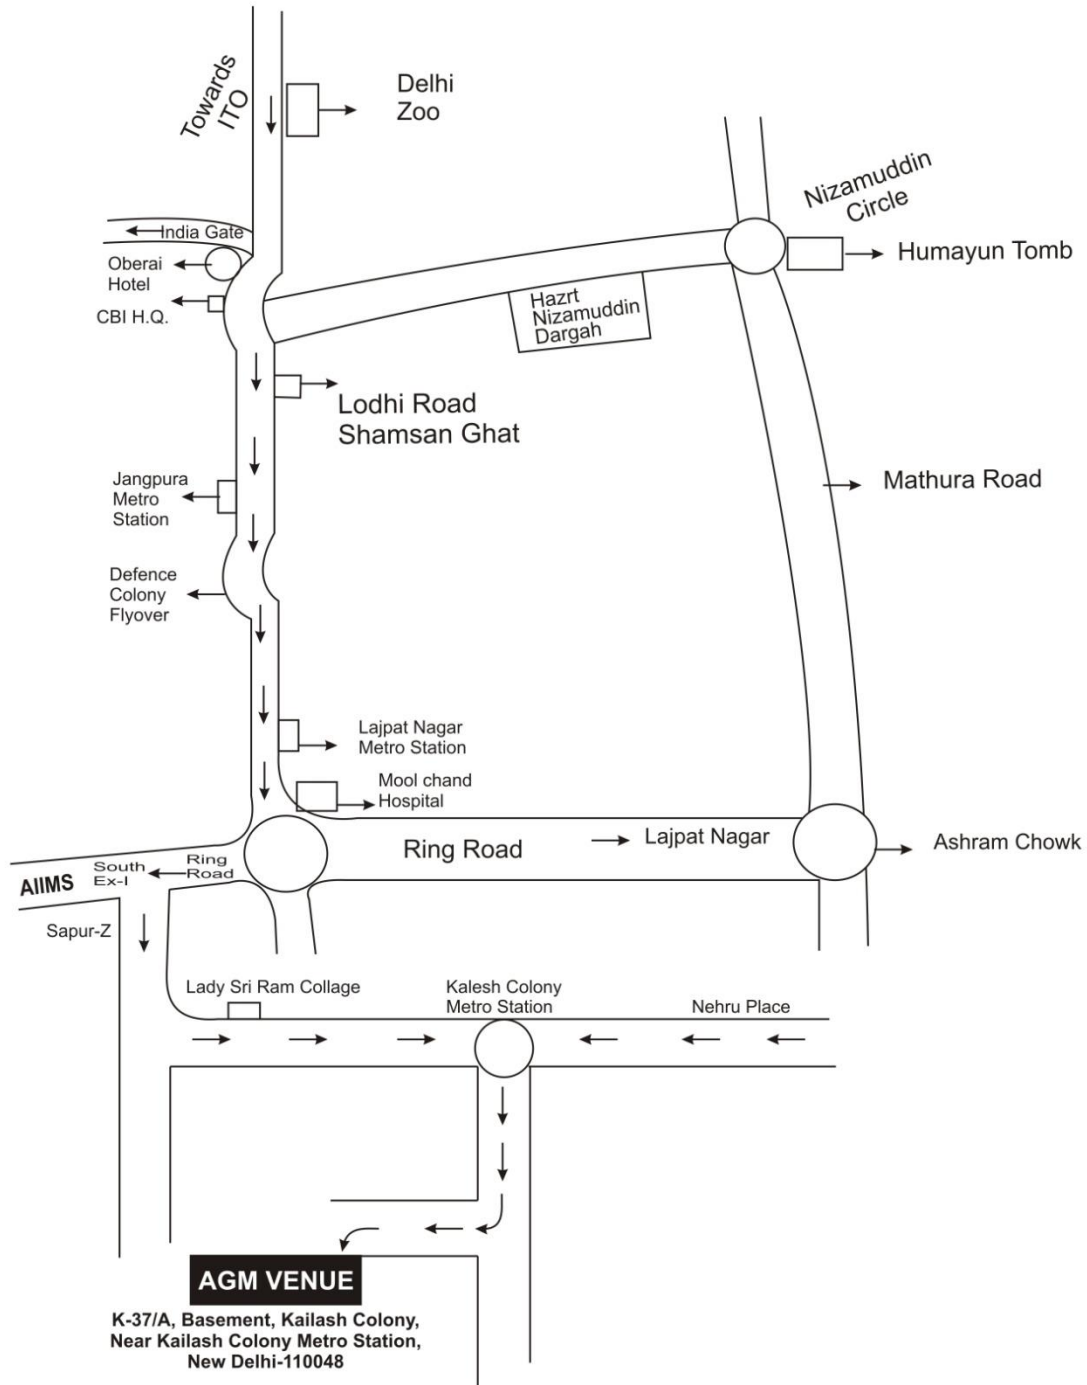 Towards
ITO
Delhi
Zoo
Nizamuddin
Circle
India Gate
Oberai
Hotel
Humayun Tomb
CBI H.Q.
Hazrt
Nizamuddin
Dargah
Lodhi Road
Shamsan Ghat
Jangpura
Metro
Station
Mathura Road
Defence
Colony
Flyover
Lajpat Nagar
Metro Station
Mool chand
Hospital
Ring Road
Lajpat Nagar
Ashram Chowk
AIIMS
South
Ex-I
Ring
Road
Sapur-Z
Lady Sri Ram Collage
Kalesh Colony
Metro Station
Nehru Place
AGM VENUE
K-37/A, Basement, Kailash Colony,
Near Kailash Colony Metro Station,
New Delhi-110048